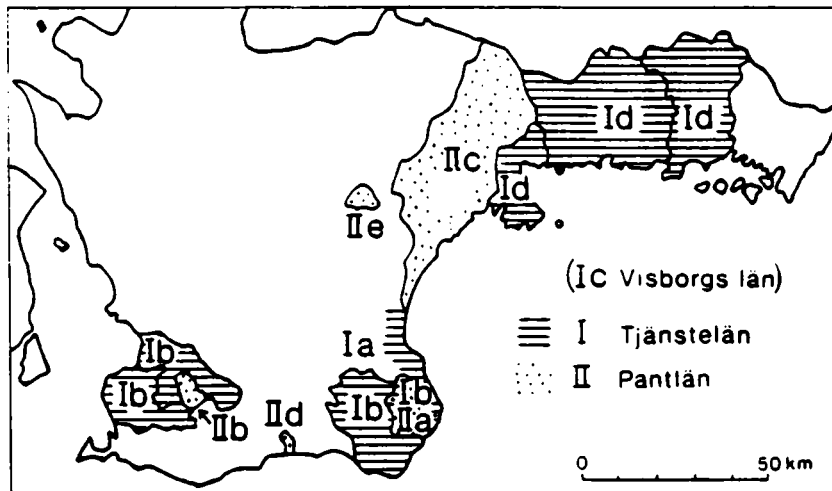 Id Id
IIc
Id
IIe
(Ic Visborgs län)
Ia
I Tjänstelän
Ib
Ib
II Pantlän
Ib
Ib
IIa
IIb
IId
0 50 km